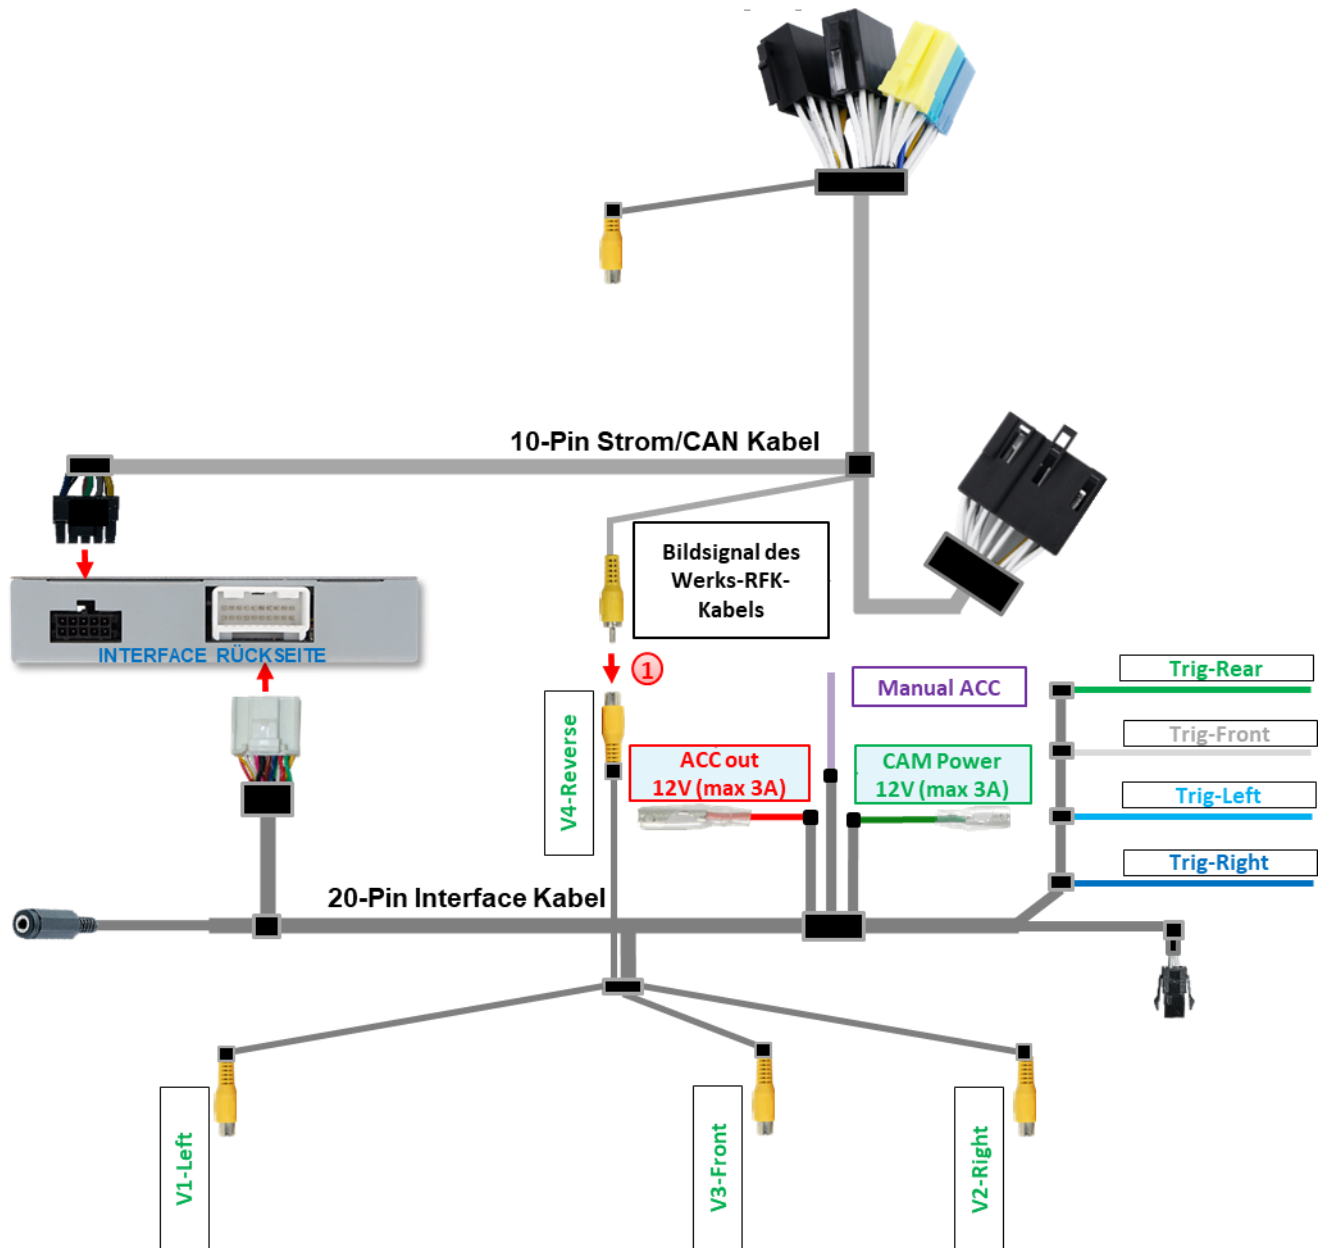 10-Pin Strom/CAN Kabel
Bildsignal des
Werks-RFK-
Kabels
INTERFACE RÜCKSEITE
1
Trig-Rear
Manual ACC
Trig-Front
V4-Reverse
ACC out
12V (max 3A)
CAM Power
12V (max 3A)
Trig-Left
Trig-Right
20-Pin Interface Kabel
V1-Left
V3-Front
V2-Right